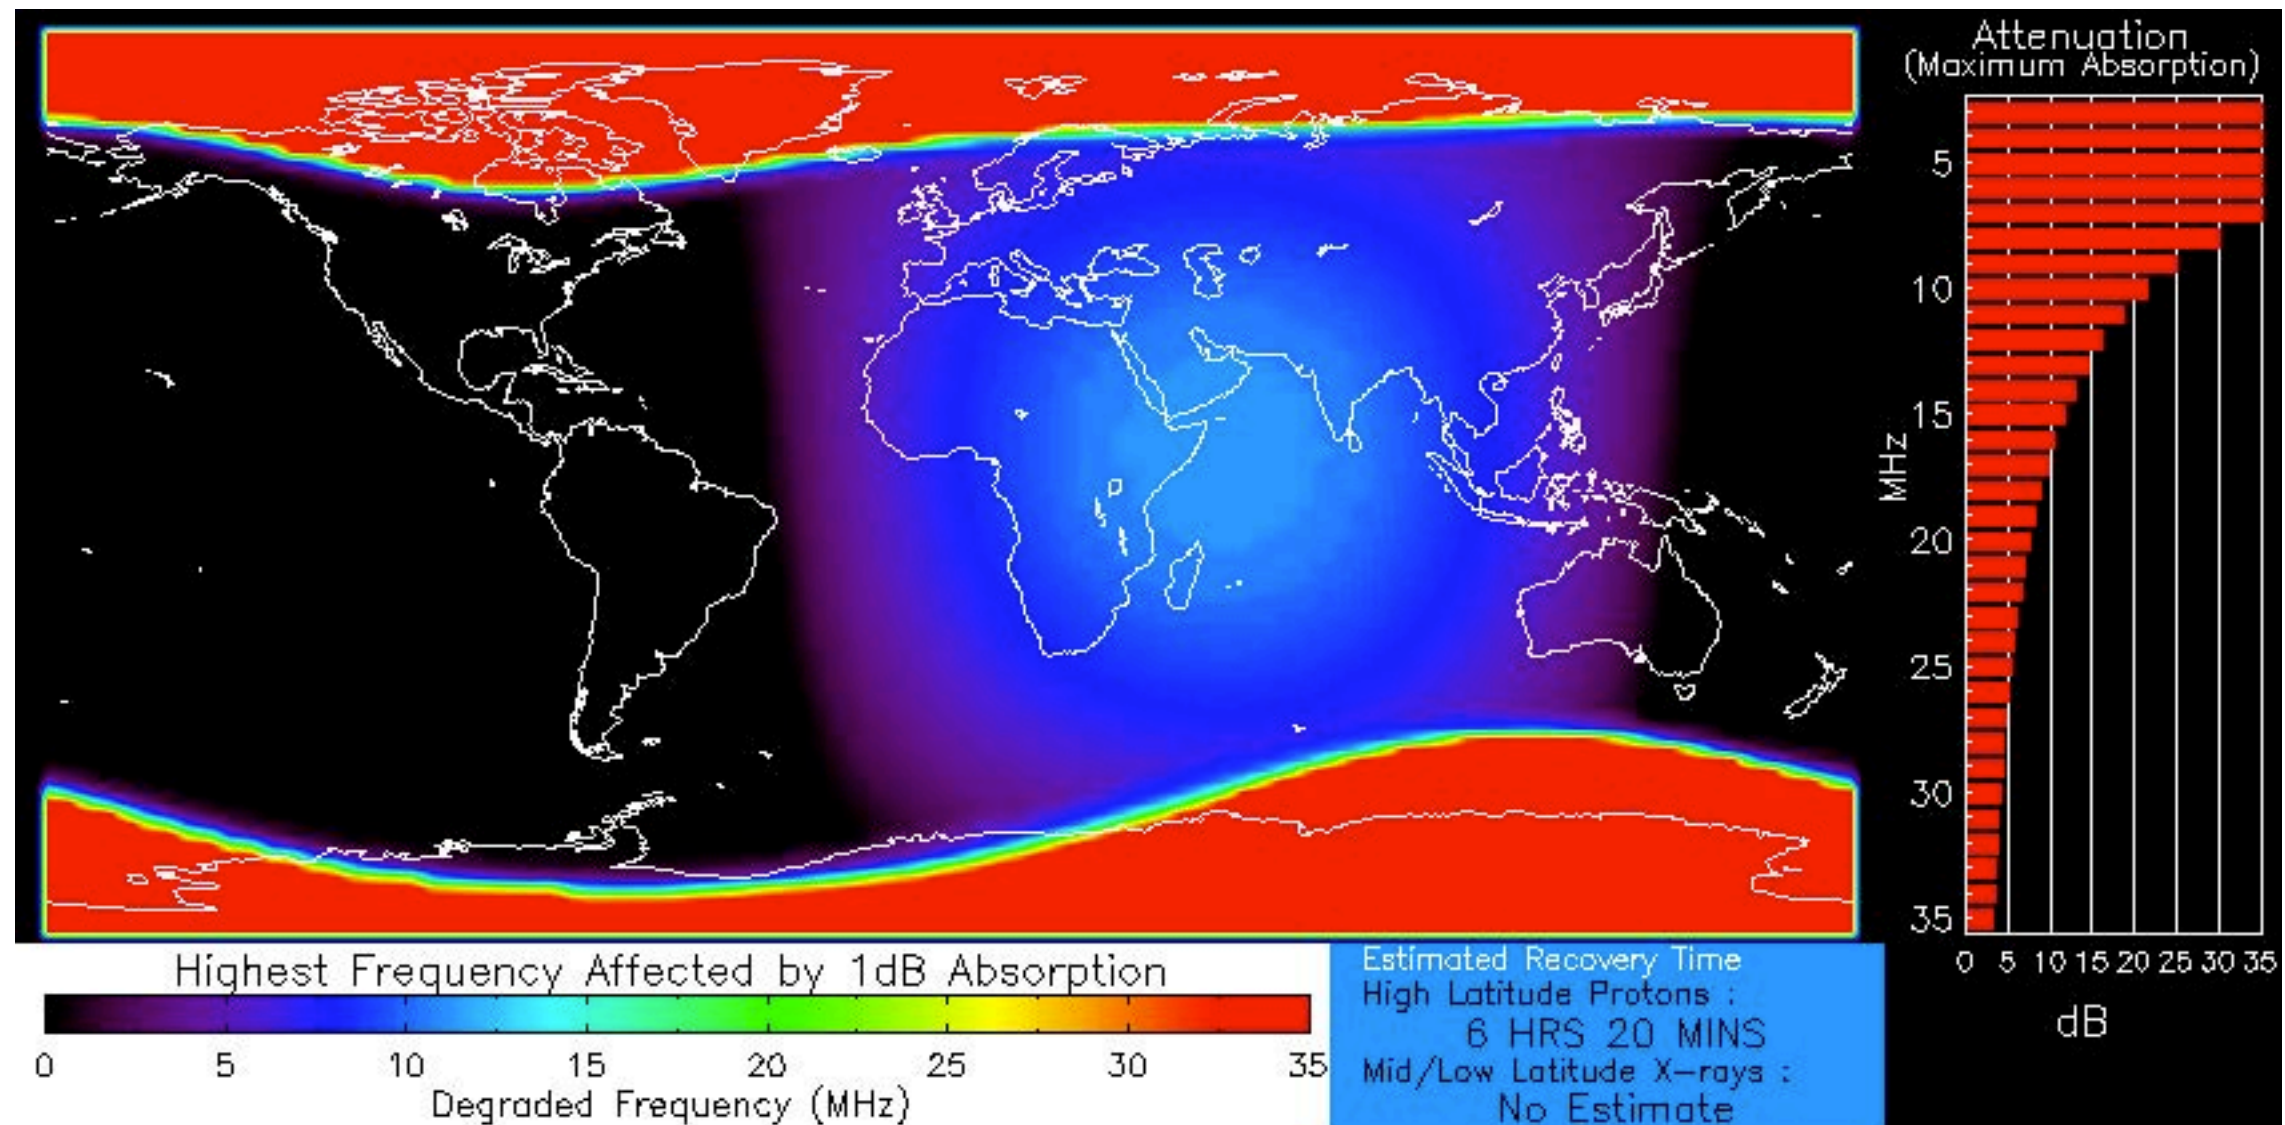 Attenuation
(Maximum Absorption)
5
10
15
20
25
30
35
MHz
0 5 10 15 20 25 30 35
dB
Highest Frequency Affected by 1dB Absorption
0 5 10 15 20 25 30 35
Degraded Frequency (MHz)
Estimated Recovery Time
High Latitude Protons :
6 HRS 20 MINS
Mid/Low Latitude X-rays :
No Estimate